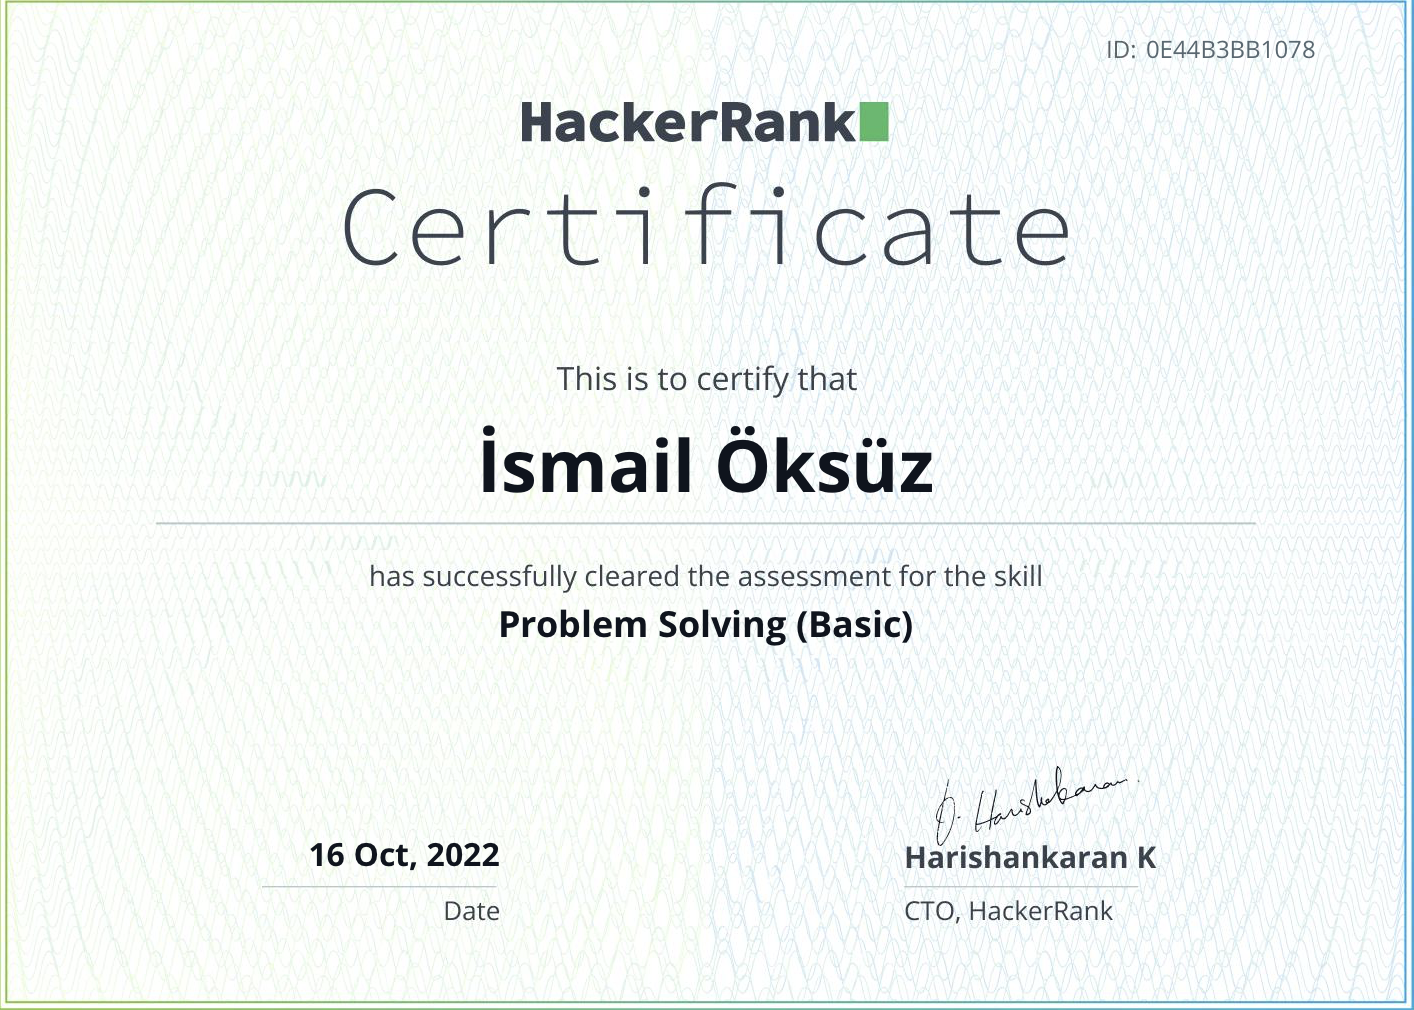 ID: 0E44B3BB1078
HackerRank
Certificate
This is to certify that
İsmail Öksüz
has successfully cleared the assessment for the skill
Problem Solving (Basic)
16 Oct, 2022
Date
Harishankaran K
CTO, HackerRank